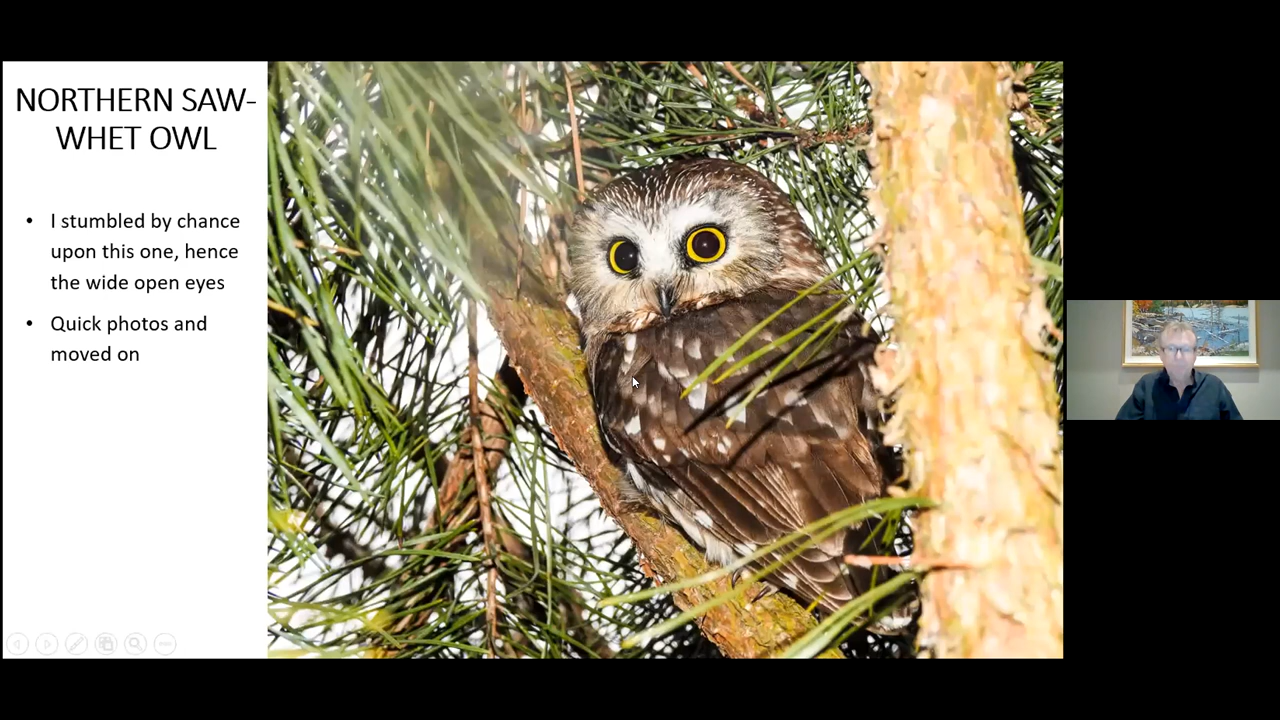 NORTHERN SAW-
WHET OWL
• I stumbled by chance
upon this one, hence
the wide open eyes
• Quick photos and
moved on